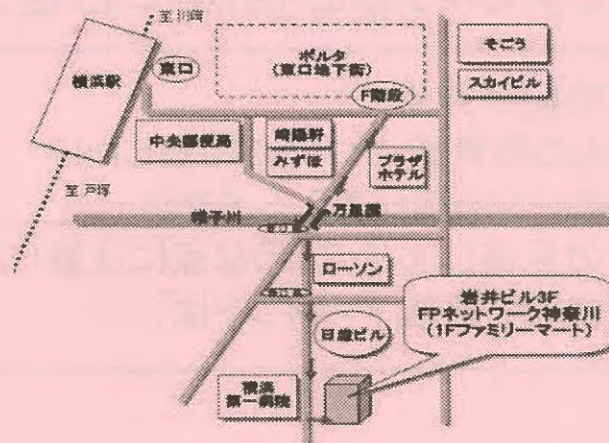 至 川崎
横浜駅
東口
ポルタ
(東口地下街)
そごう
スカイビル
F階段
中央郵便局
崎陽軒
みずほ
プラザ
ホテル
至 戸塚
万里橋
ローソン
岩井ビル3F
FPネットワーク神奈川
(1Fファミリーマート)
日産ビル
横浜
第一病院